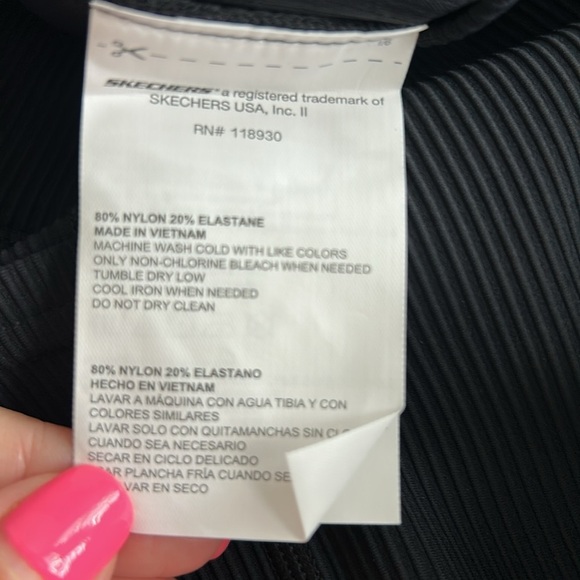 SKECHERS™ a registered trademark of
SKECHERS USA, Inc. II
RN# 118930
80% NYLON 20% ELASTANE
MADE IN VIETNAM
MACHINE WASH COLD WITH LIKE COLORS
ONLY NON-CHLORINE BLEACH WHEN NEEDED
TUMBLE DRY LOW
COOL IRON WHEN NEEDED
DO NOT DRY CLEAN
80% NYLON 20% ELASTANO
HECHO EN VIETNAM
LAVAR A MÁQUINA CON AGUA TIBIA Y CON
COLORES SIMILARES
LAVAR SOLO CON QUITAMANCHAS SIN
CUANDO SEA NECESARIO
SECAR EN CICLO DELICADO
PLANCHA FRÍA CUANDO SE
EN SECO